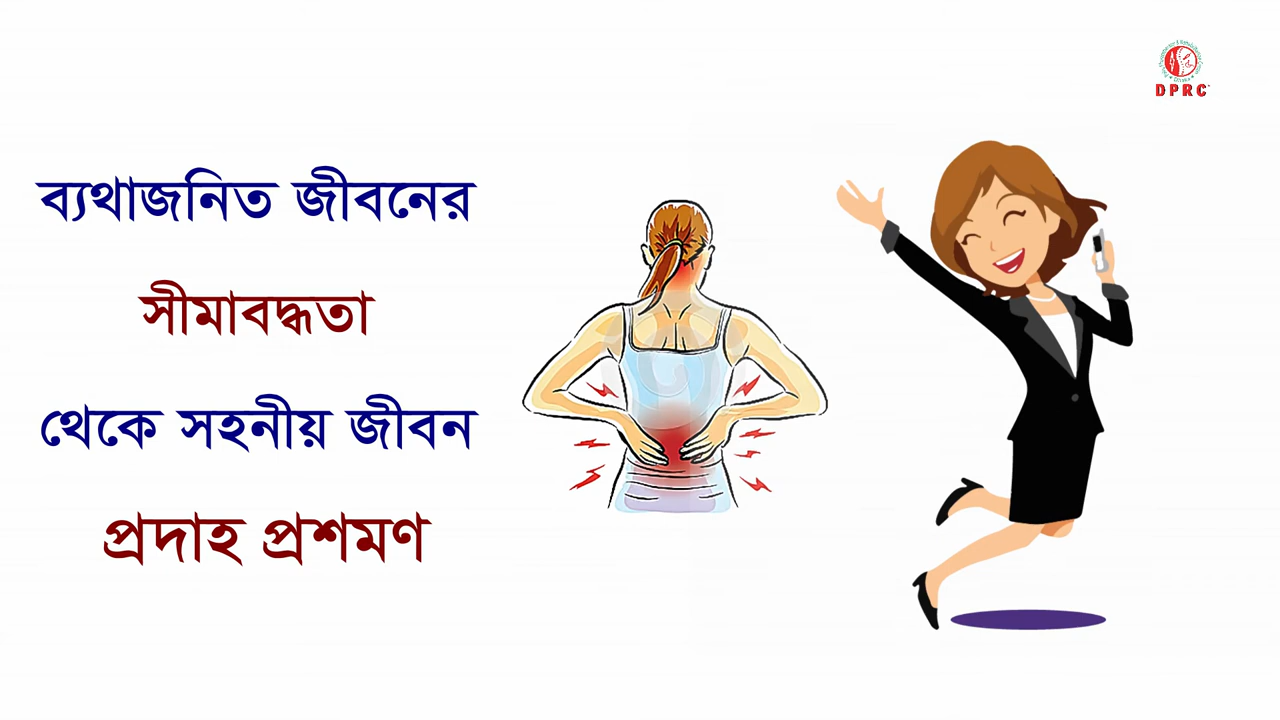 ব্যথাজনিত জীবনের
সীমাবদ্ধতা
থেকে সহনীয় জীবন
প্রদাহ প্রশমণ
DPRC